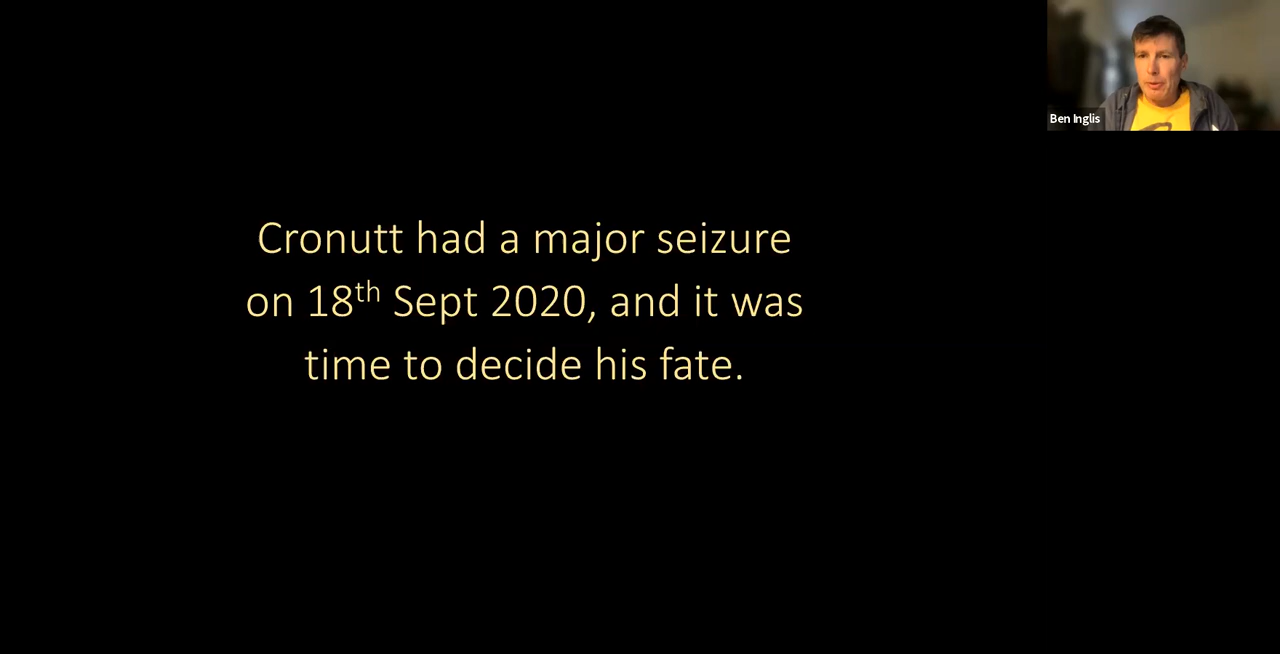 Ben Inglis
Cronutt had a major seizure
on 18th Sept 2020, and it was
time to decide his fate.